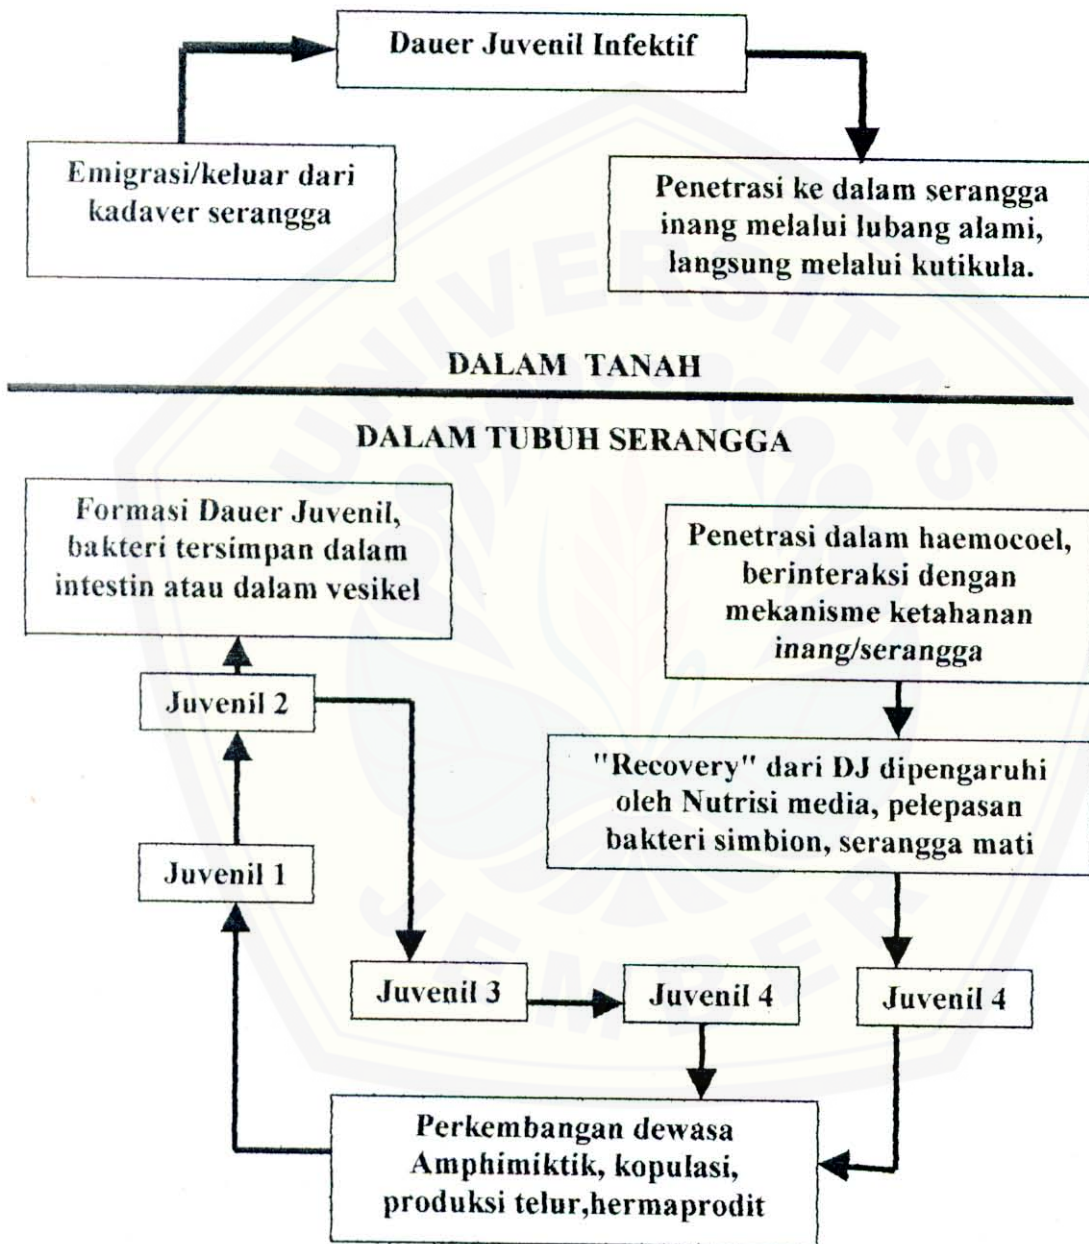 Dauer Juvenil Infektif
Emigrasi/keluar dari
kadaver serangga
Penetrasi ke dalam serangga
inang melalui lubang alami,
langsung melalui kutikula.
DALAM TANAH
DALAM TUBUH SERANGGA
Formasi Dauer Juvenil,
bakteri tersimpan dalam
intestin atau dalam vesikel
Penetrasi dalam haemocoel,
berinteraksi dengan
mekanisme ketahanan
inang/serangga
Juvenil 2
"Recovery" dari DJ dipengaruhi
oleh Nutrisi media, pelepasan
bakteri simbion, serangga mati
Juvenil 1
Juvenil 3
Juvenil 4
Juvenil 4
Perkembangan dewasa
Amphimiktik, kopulasi,
produksi telur,hermaprodit
UNIVERSITAS
JEMBER